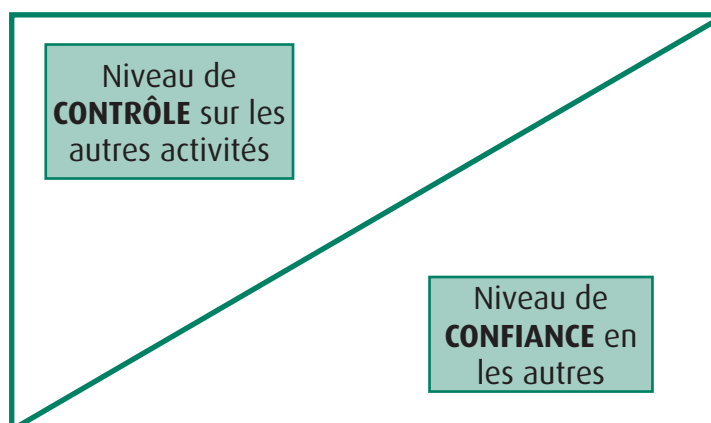 Niveau de
CONTRÔLE sur les
autres activités
Niveau de
CONFIANCE en
les autres